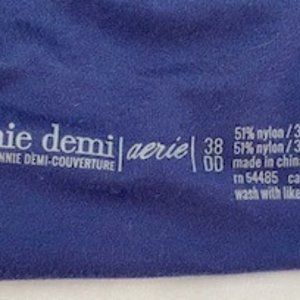 nie demi
NNIE DEMI-COUVERTURE
aerie
38
DD
51% nylon / 3
51% nylon / 3
made in china
rn 54485 ca
wash with like